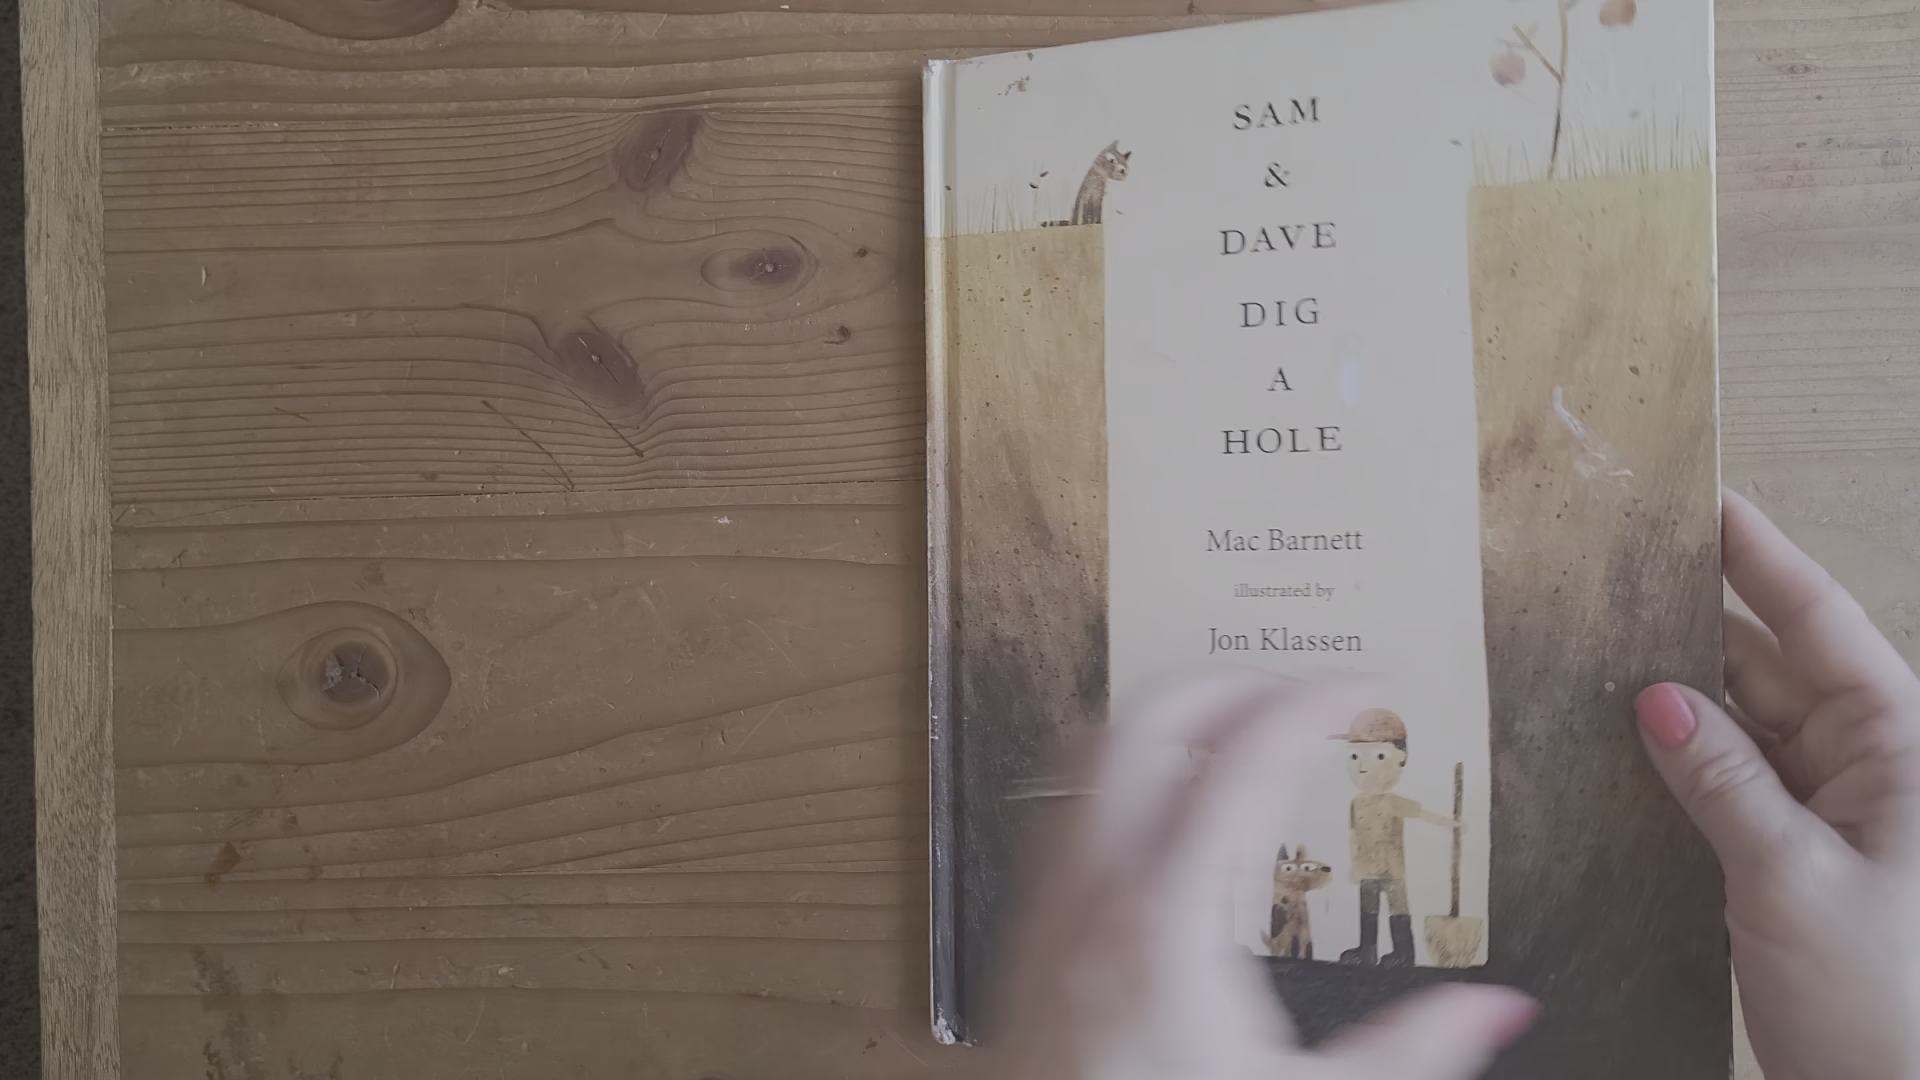 SAM
&
DAVE
DIG
A
HOLE
Mac Barnett
illustrated by
Jon Klassen